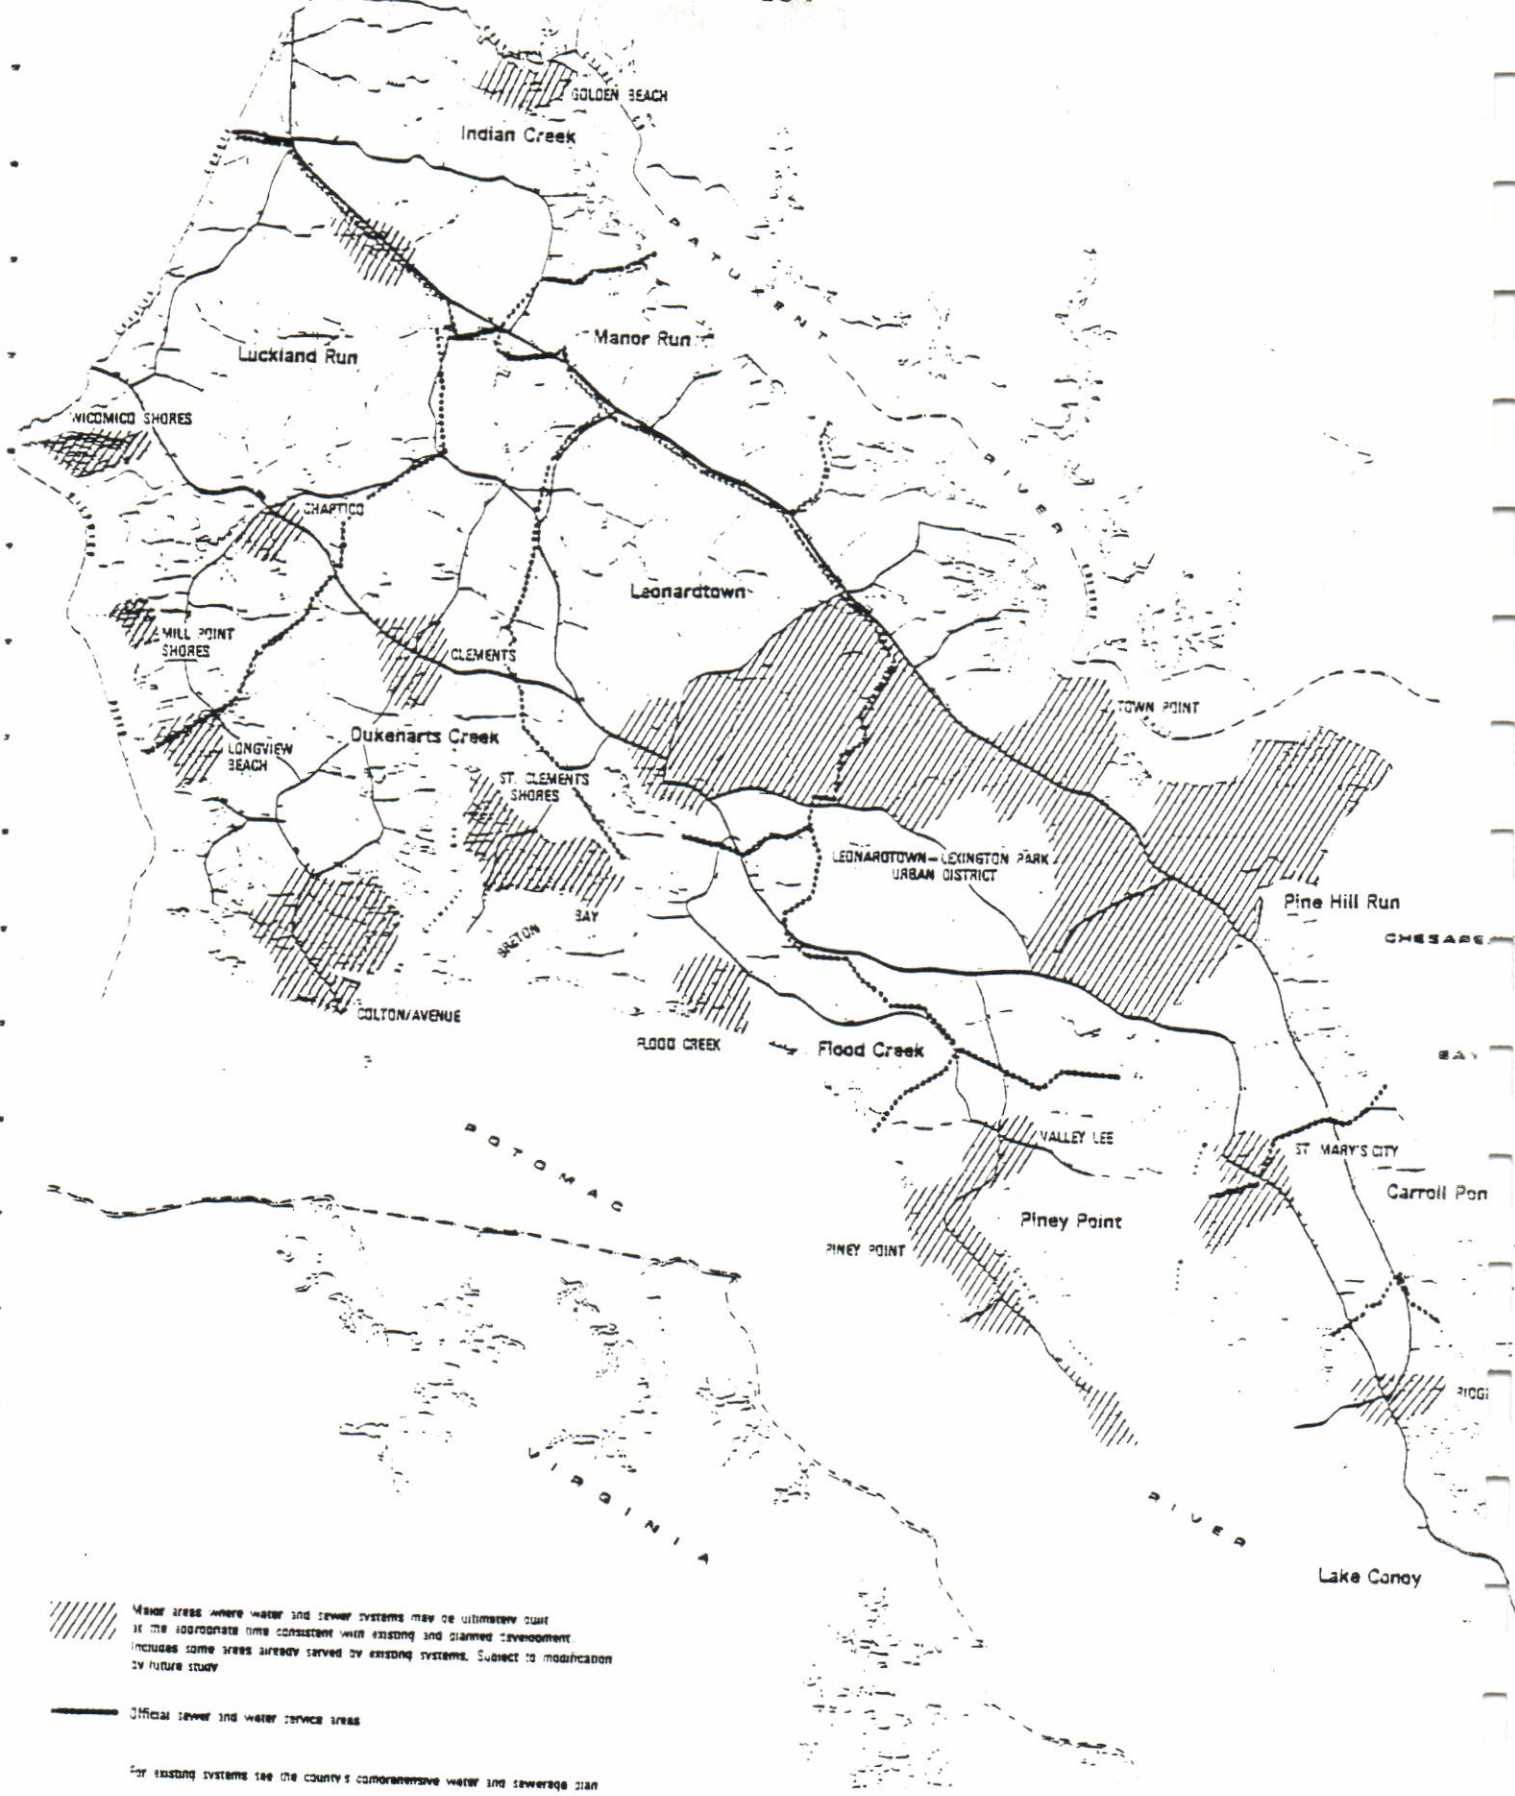 GOLDEN BEACH
Indian Creek
PATUXENT
Manor Run
Luckland Run
WICOMICO SHORES
RIVER
CHAPTICO
Leonardtown
MILL POINT
SHORES
CLEMENTS
TOWN POINT
Dukeharts Creek
LONGVIEW
BEACH
ST. CLEMENTS
SHORES
LEONARDTOWN-LEXINGTON PARK
URBAN DISTRICT
Pine Hill Run
BRETON
BAY
CHESAPE
COLTON/AVENUE
FLOOD CREEK
Flood Creek
BAY
POTOMAC
VALLEY LEE
ST MARY'S CITY
Carroll Pon
Piney Point
PINEY POINT
RIDGE
VIRGINIA
RIVER
Lake Conoy
Major areas where water and sewer systems may be ultimately built
at the appropriate time consistent with existing and planned development.
Includes some areas already served by existing systems. Subject to modification
by future study
Official sewer and water service areas
For existing systems see the county's comprehensive water and sewerage plan